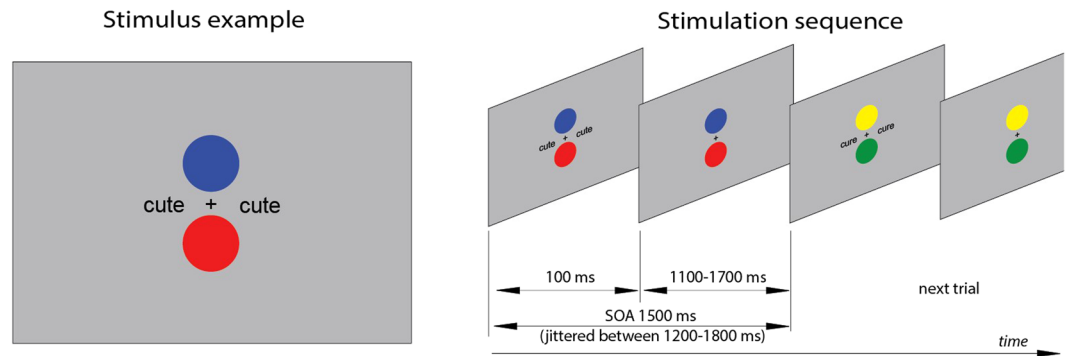 Stimulus example
cute + cute
Stimulation sequence
cute + cute
+
cure + cure
+
100 ms
1100-1700 ms
SOA 1500 ms
(jittered between 1200-1800 ms)
next trial
time